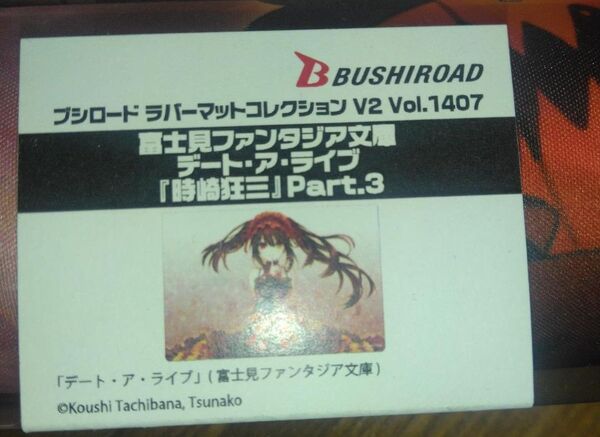 BUSHIROAD
ブシロード ラバーマットコレクション V2 Vol.1407
富士見ファンタジア文庫
デート・ア・ライブ
『時崎狂三』Part.3
「デート・ア・ライブ」(富士見ファンタジア文庫)
©Koushi Tachibana, Tsunako